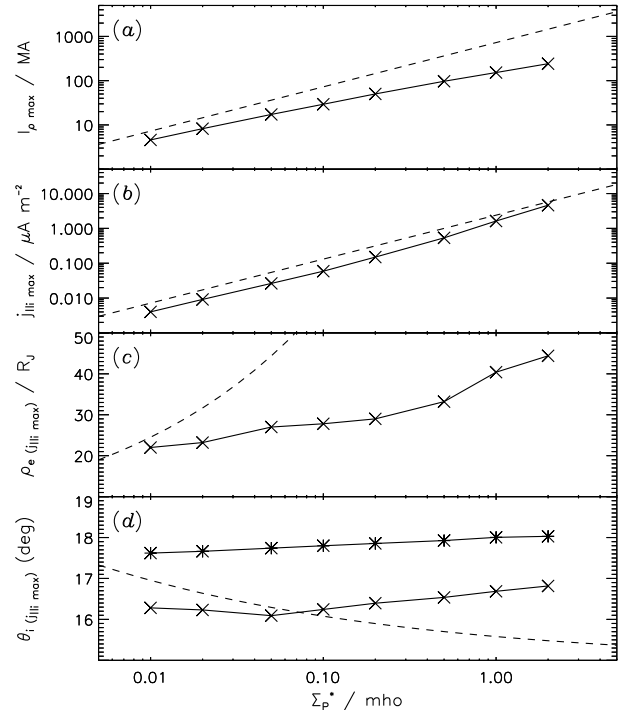 (a)
1000
100
10
I_ρ max / MA
(b)
10.000
1.000
0.100
0.010
j_||i max / μA m⁻²
(c)
50
40
30
20
ρ_e (j_||i max) / R_J
(d)
19
18
17
16
θ_i (j_||i max) (deg)
0.01 0.10 1.00
Σ_P* / mho